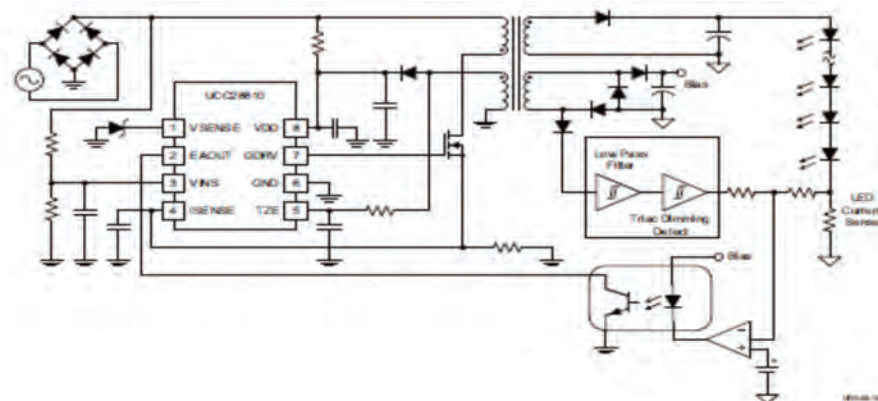 UCC28810
1 VSENSE VDD 8
2 EAOUT GDRV 7
3 VINS GND 6
4 ISENSE TZE 5
Bias
Low Pass
Filter
Triac Dimming
Detect
LED
Current
Sense
Bias